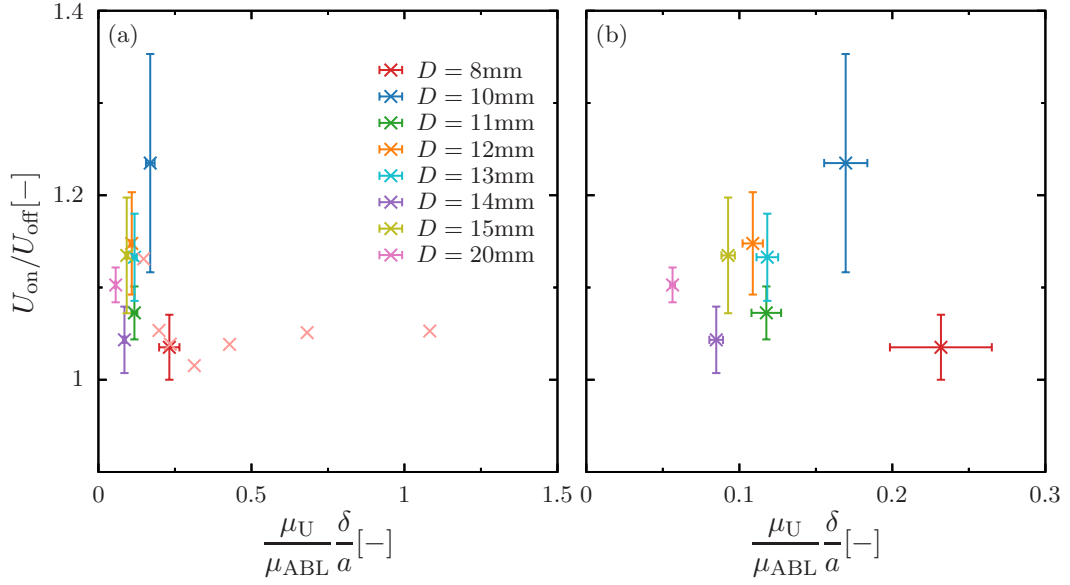 1.4
1.2
1
U_on/U_off[−]
(a)
D = 8mm
D = 10mm
D = 11mm
D = 12mm
D = 13mm
D = 14mm
D = 15mm
D = 20mm
(b)
0 0.5 1 1.5
0 0.1 0.2 0.3
μ_U δ
μ_ABL a [−]
μ_U δ
μ_ABL a [−]